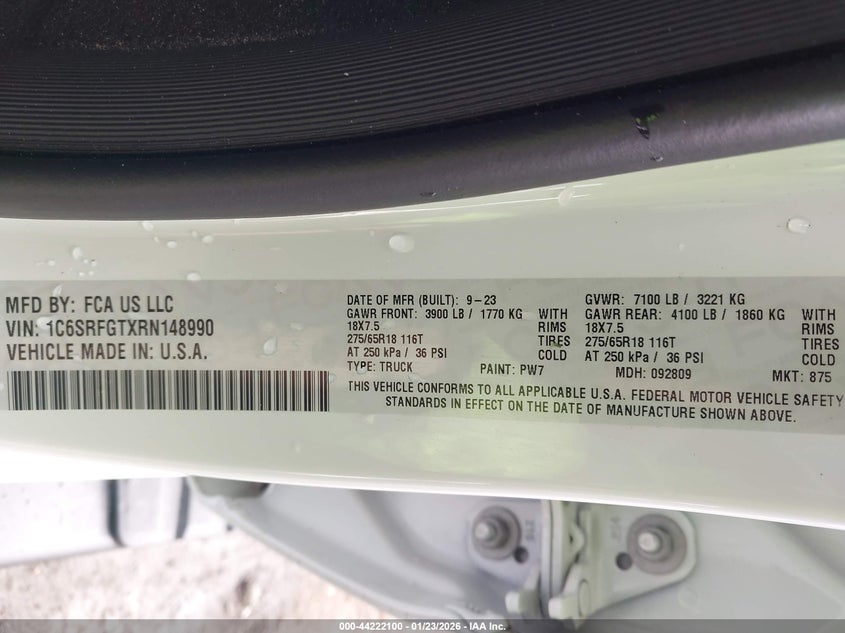 MFD BY: FCA US LLC
VIN: 1C6SRFGTXRN148990
VEHICLE MADE IN: U.S.A.
DATE OF MFR (BUILT): 9-23 GVWR: 7100 LB / 3221 KG
GAWR FRONT: 3900 LB / 1770 KG WITH GAWR REAR: 4100 LB / 1860 KG WITH
18X7.5 RIMS 18X7.5 RIMS
275/65R18 116T TIRES 275/65R18 116T TIRES
AT 250 kPa / 36 PSI COLD AT 250 kPa / 36 PSI COLD
TYPE: TRUCK PAINT: PW7 MDH: 092809 MKT: 875
THIS VEHICLE CONFORMS TO ALL APPLICABLE U.S.A. FEDERAL MOTOR VEHICLE SAFETY
STANDARDS IN EFFECT ON THE DATE OF MANUFACTURE SHOWN ABOVE.
000-44222100 - 01/23/2026 - IAA Inc.